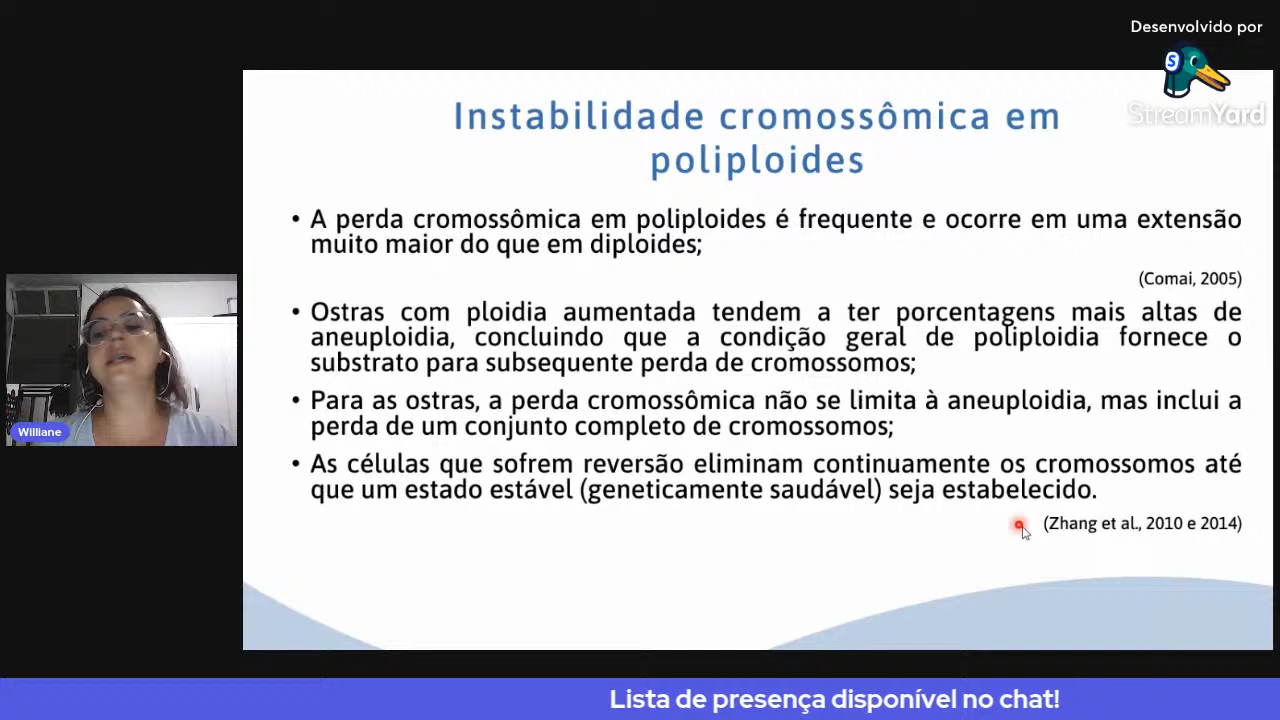 Desenvolvido por
StreamYard
Instabilidade cromossômica em
poliploides
• A perda cromossômica em poliploides é frequente e ocorre em uma extensão
muito maior do que em diploides;
(Comai, 2005)
• Ostras com ploidia aumentada tendem a ter porcentagens mais altas de
aneuploidia, concluindo que a condição geral de poliploidia fornece o
substrato para subsequente perda de cromossomos;
• Para as ostras, a perda cromossômica não se limita à aneuploidia, mas inclui a
perda de um conjunto completo de cromossomos;
• As células que sofrem reversão eliminam continuamente os cromossomos até
que um estado estável (geneticamente saudável) seja estabelecido.
(Zhang et al., 2010 e 2014)
Williane
Lista de presença disponível no chat!